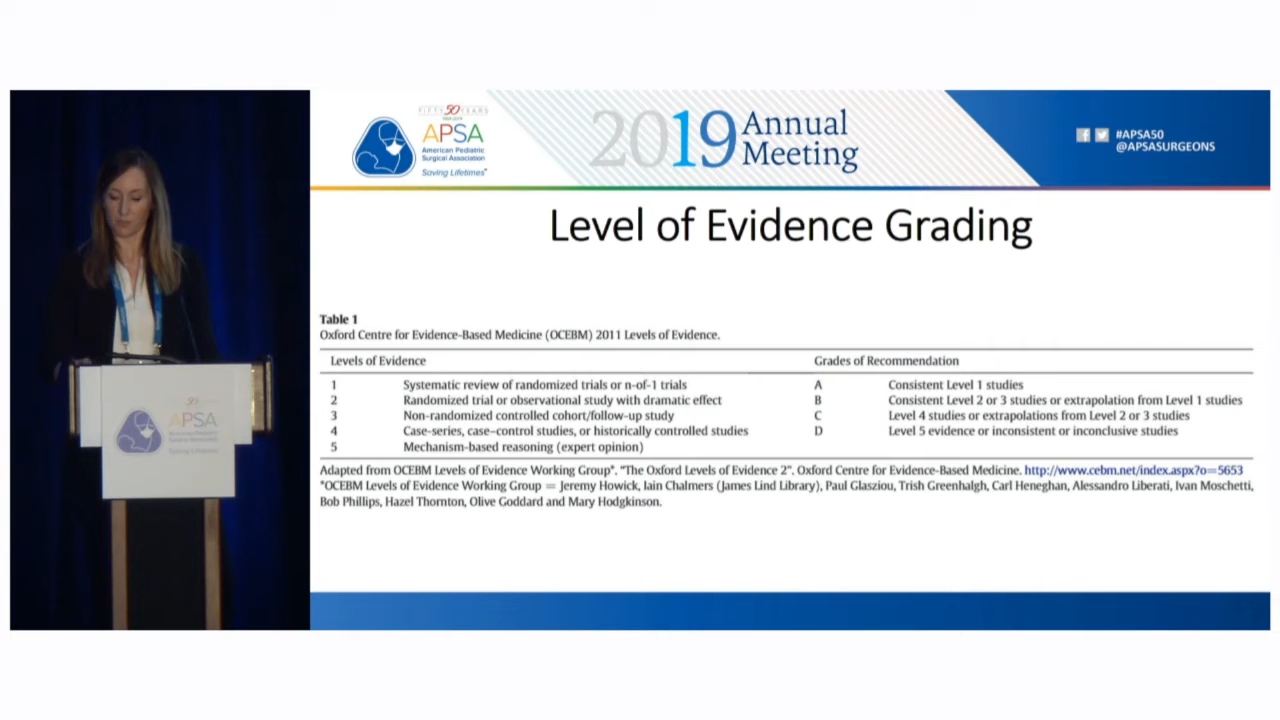 FIFTY 50 YEARS
APSA
American Pediatric
Surgical Association
Saving Lifetimes
2019 Annual
Meeting
#APSA50
@APSASURGEONS
Level of Evidence Grading
Table 1
Oxford Centre for Evidence-Based Medicine (OCEBM) 2011 Levels of Evidence.
Levels of Evidence Grades of Recommendation
1 Systematic review of randomized trials or n-of-1 trials A Consistent Level 1 studies
2 Randomized trial or observational study with dramatic effect B Consistent Level 2 or 3 studies or extrapolation from Level 1 studies
3 Non-randomized controlled cohort/follow-up study C Level 4 studies or extrapolations from Level 2 or 3 studies
4 Case-series, case-control studies, or historically controlled studies D Level 5 evidence or inconsistent or inconclusive studies
5 Mechanism-based reasoning (expert opinion)
Adapted from OCEBM Levels of Evidence Working Group*. "The Oxford Levels of Evidence 2". Oxford Centre for Evidence-Based Medicine. http://www.cebm.net/index.aspx?o=5653
*OCEBM Levels of Evidence Working Group = Jeremy Howick, Iain Chalmers (James Lind Library), Paul Glasziou, Trish Greenhalgh, Carl Heneghan, Alessandro Liberati, Ivan Moschetti,
Bob Phillips, Hazel Thornton, Olive Goddard and Mary Hodgkinson.
APSA